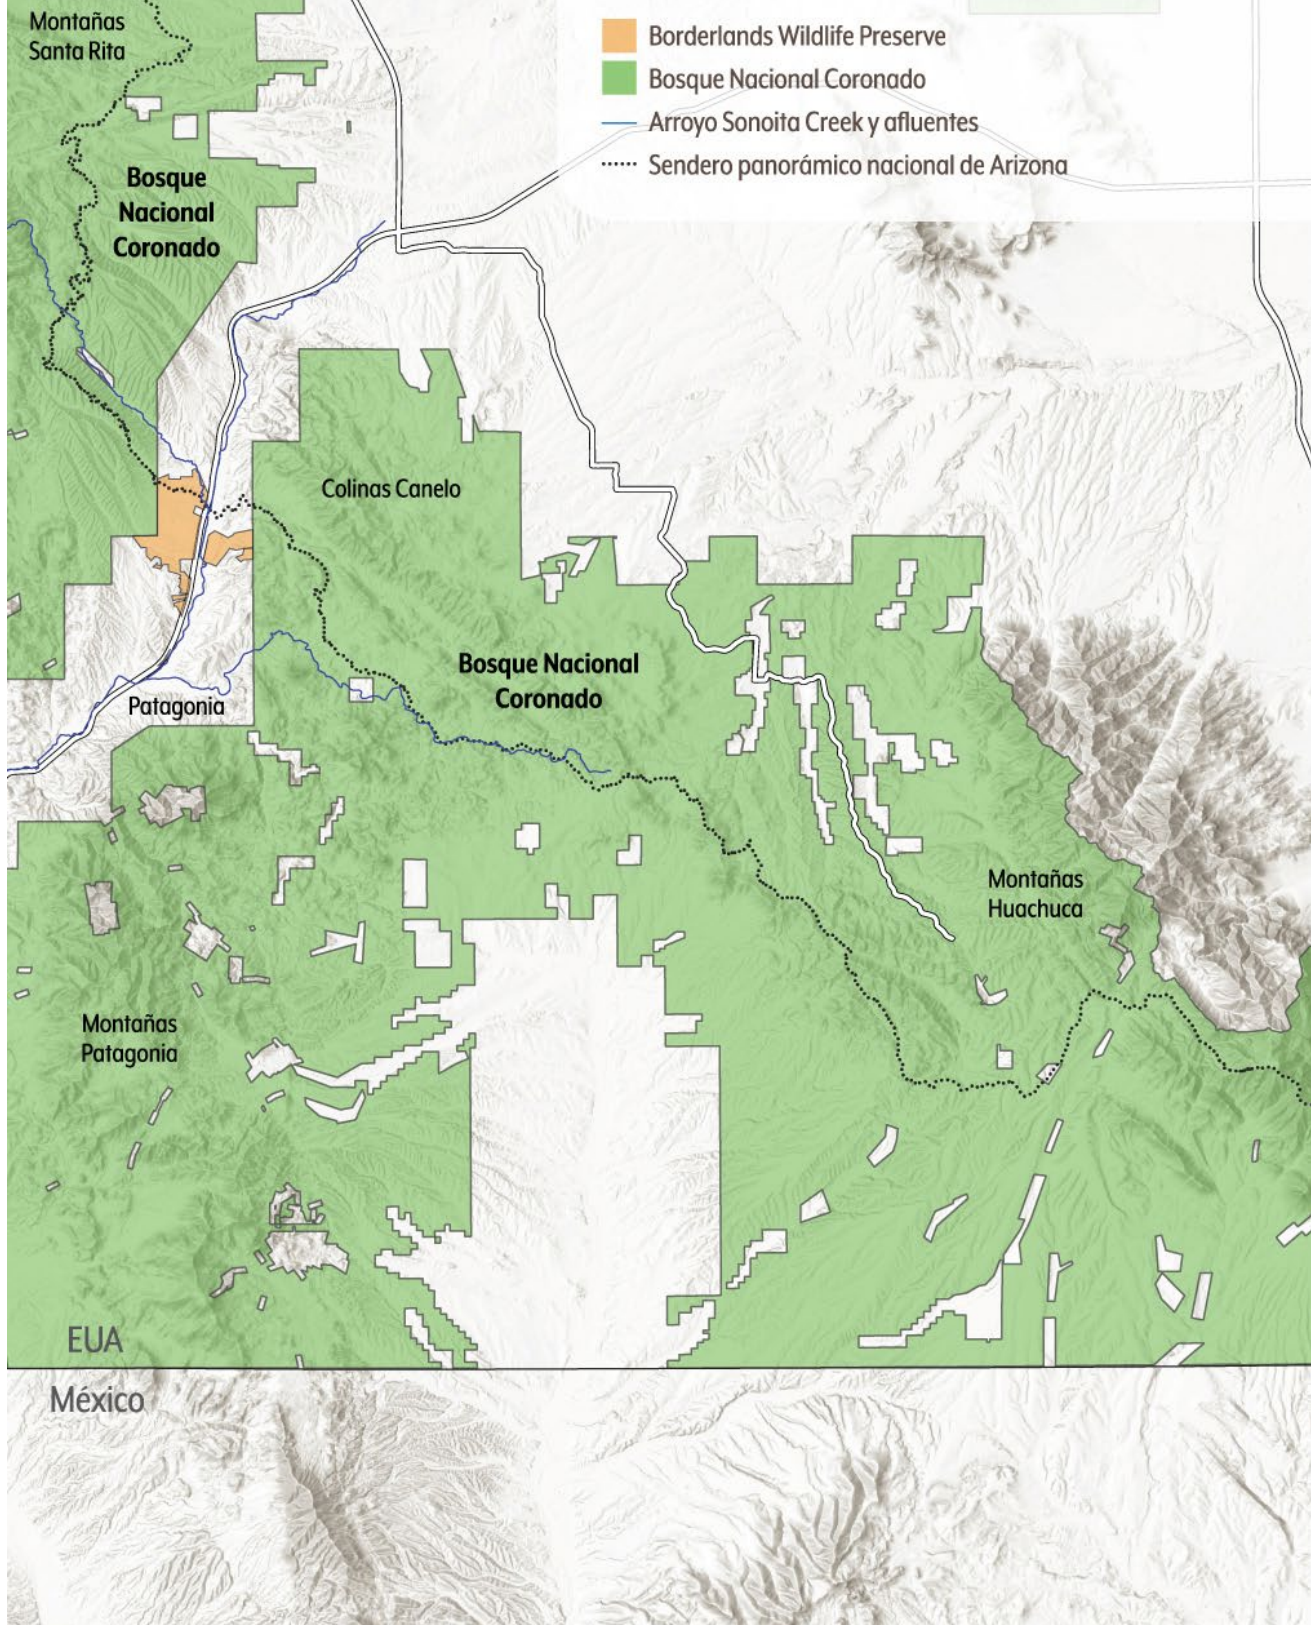 Montañas
Santa Rita
Borderlands Wildlife Preserve
Bosque Nacional Coronado
Arroyo Sonoita Creek y afluentes
Sendero panorámico nacional de Arizona
Bosque
Nacional
Coronado
Colinas Canelo
Bosque Nacional
Coronado
Patagonia
Montañas
Huachuca
Montañas
Patagonia
EUA
México